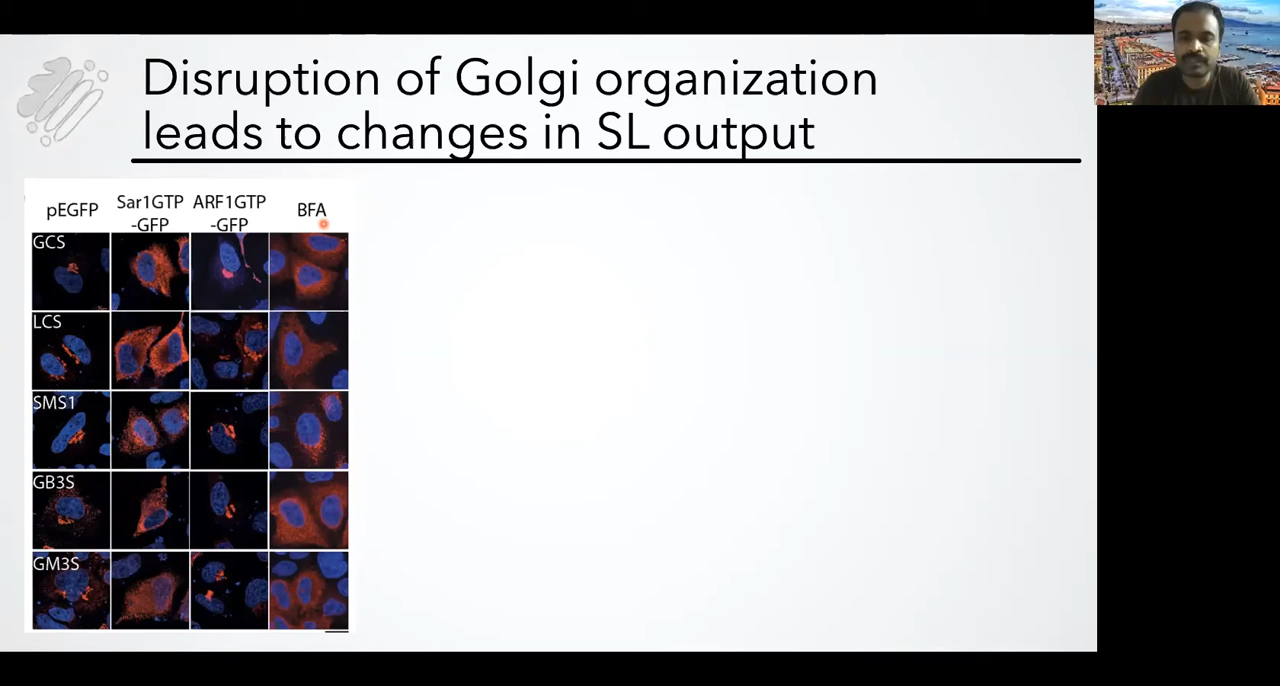 Disruption of Golgi organization
leads to changes in SL output
pEGFP
Sar1GTP
-GFP
ARF1GTP
-GFP
BFA
GCS
LCS
SMS1
GB3S
GM3S